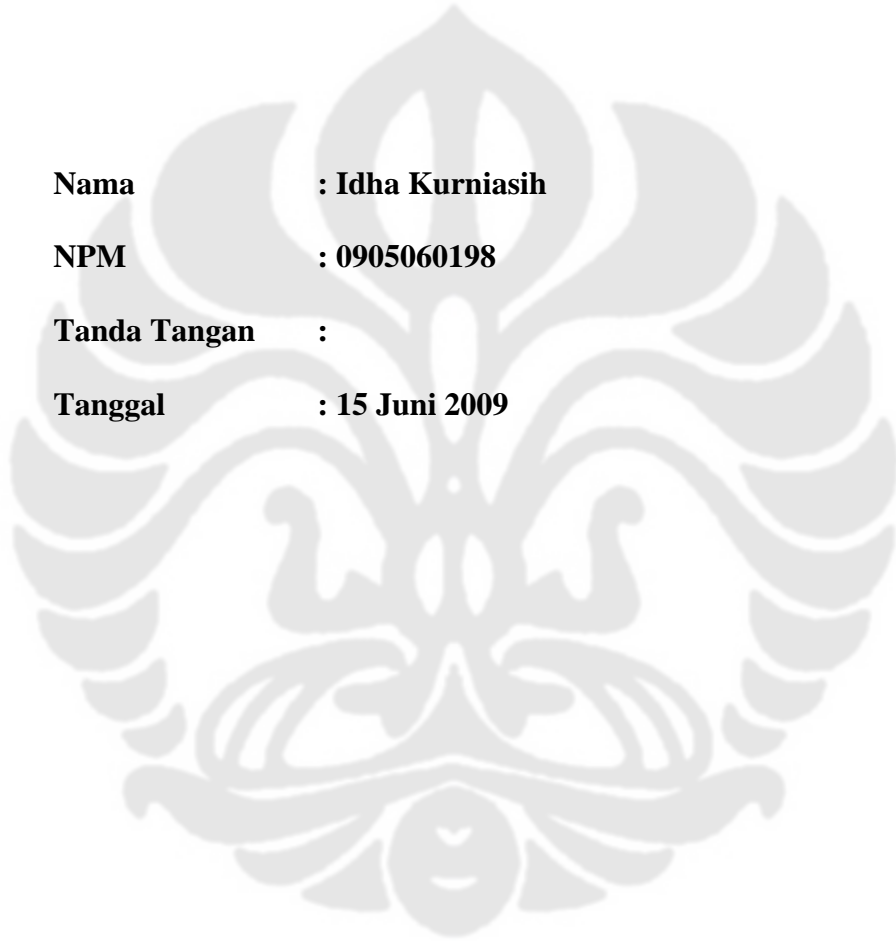 Nama : Idha Kurniasih
NPM : 0905060198
Tanda Tangan :
Tanggal : 15 Juni 2009